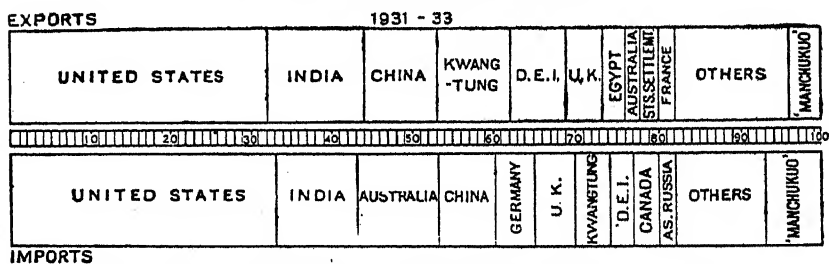 EXPORTS 1931 - 33
UNITED STATES INDIA CHINA KWANG -TUNG D.E.I. U.K. EGYPT AUSTRALIA STS.SETTLEMT. FRANCE OTHERS 'MANCHUKUO'
10 20 30 40 50 60 70 80 90 100
UNITED STATES INDIA AUSTRALIA CHINA GERMANY U.K. KWANGTUNG D.E.I. CANADA AS. RUSSIA OTHERS 'MANCHUKUO'
IMPORTS